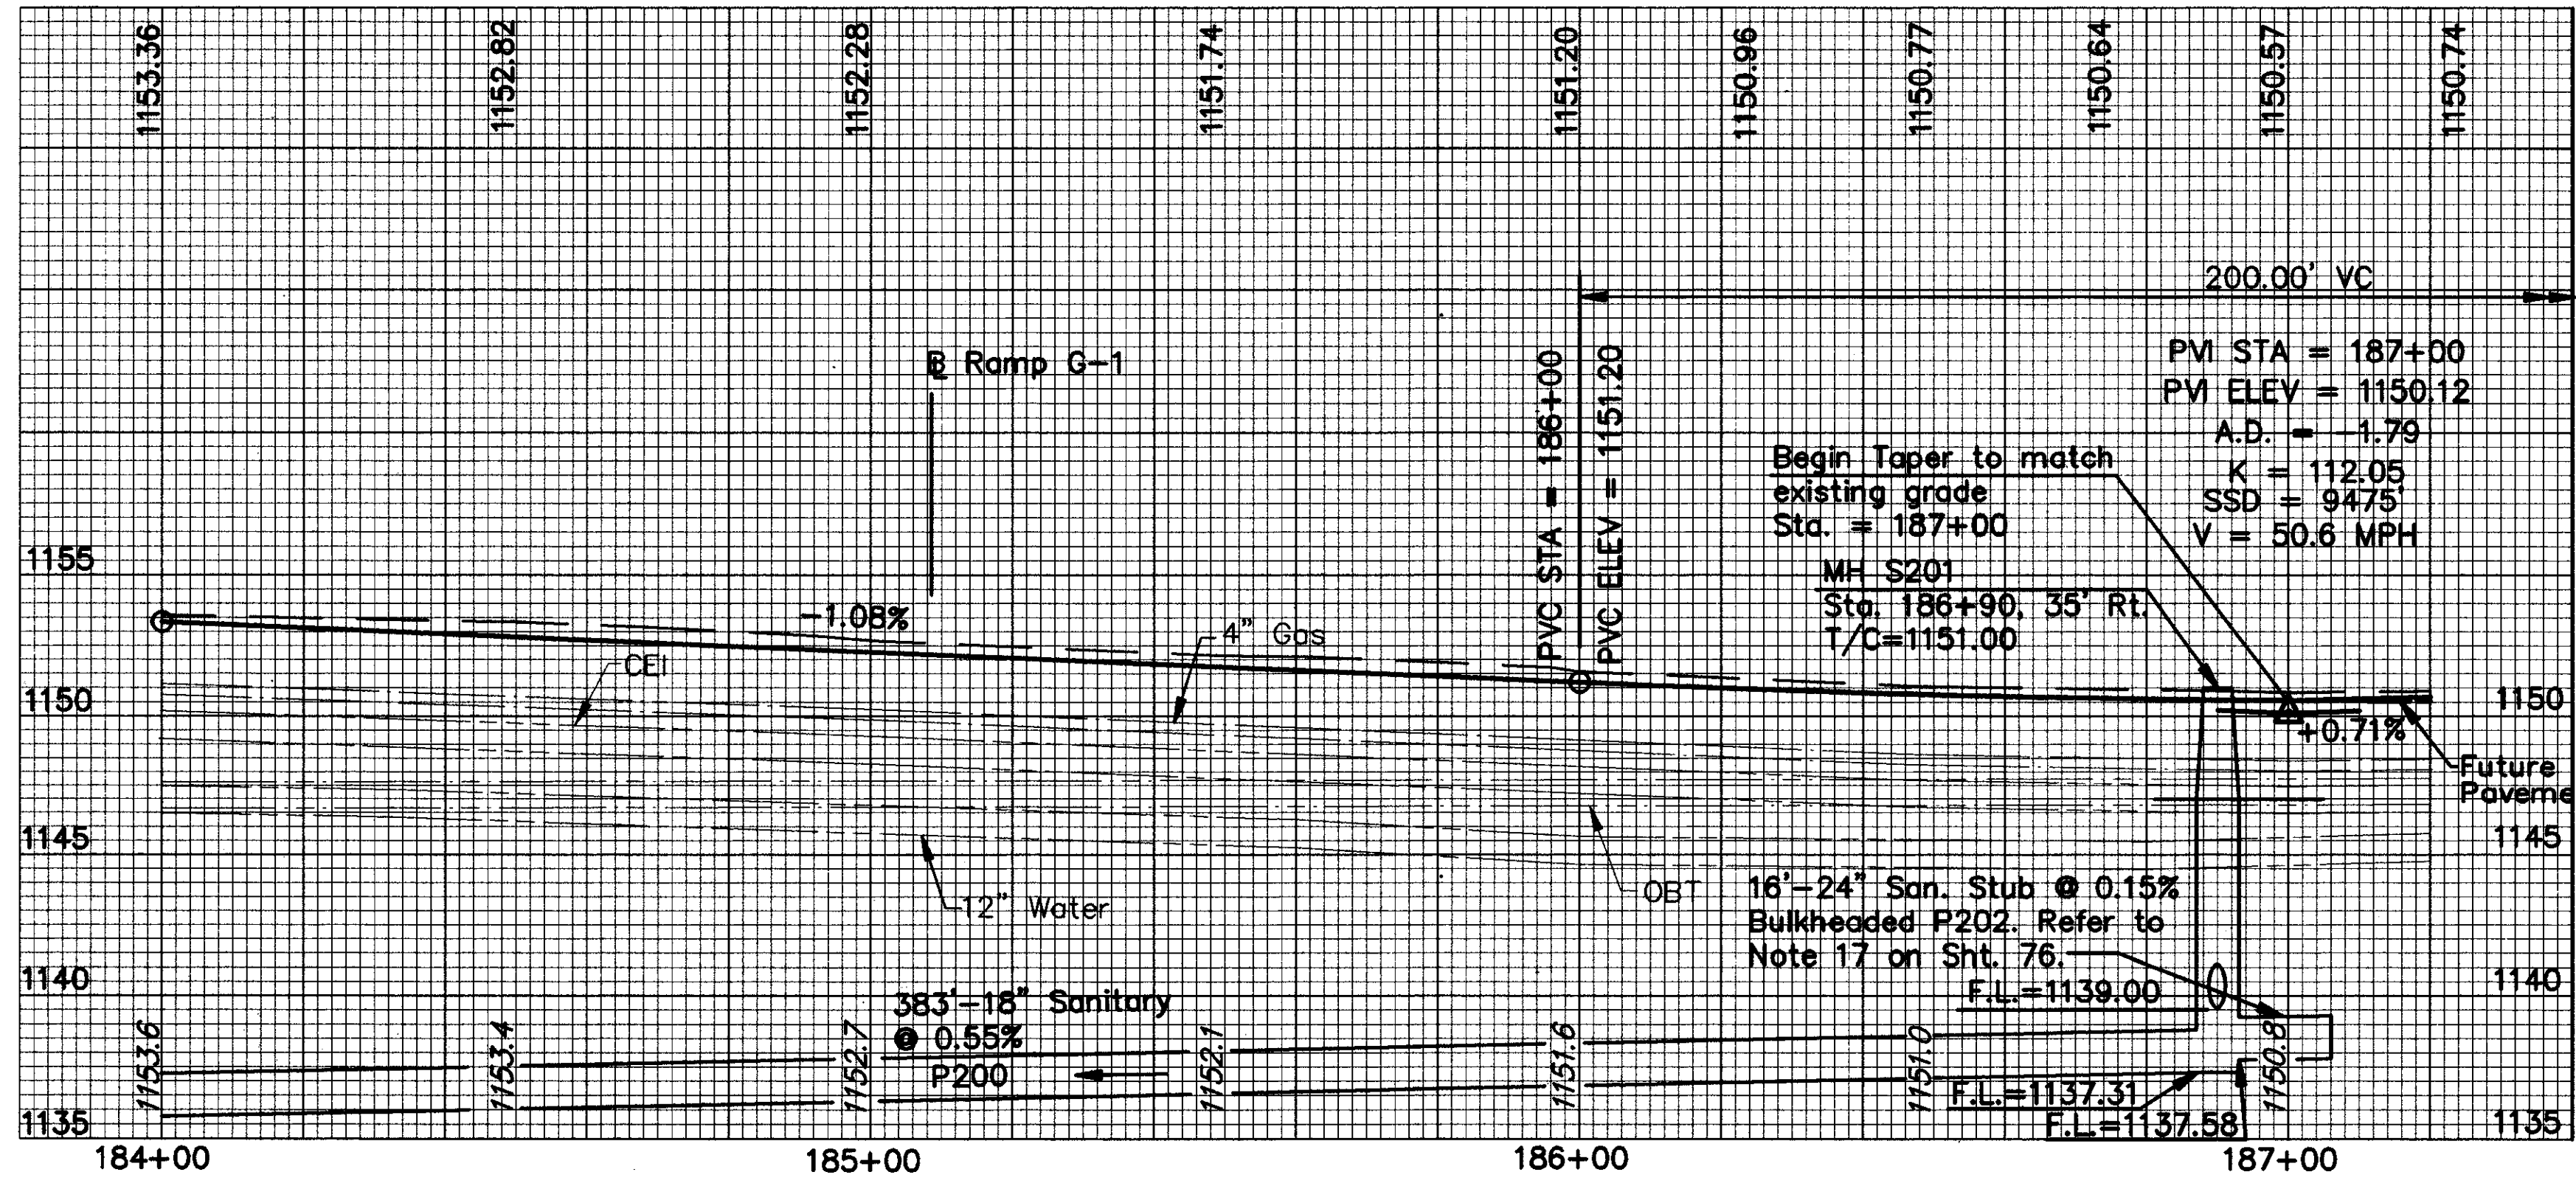 1153.36
1152.82
1152.28
1151.74
1151.20
1150.96
1150.77
1150.64
1150.57
1150.74
200.00' VC
PVI STA = 187+00
PVI ELEV = 1150.12
A.D. = -1.79
K = 112.05
SSD = 9475'
V = 50.6 MPH
Ramp G-1
PVC STA = 186+00
PVC ELEV = 1151.20
Begin Taper to match
existing grade
Sta. = 187+00
MH S201
Sta. 186+90, 35' Rt.
T/C=1151.00
1155
-1.08%
4" Gas
CEI
1150
1150
+0.71%
Future
Paveme
1145
1145
12" Water
OBT
16'-24" San. Stub @ 0.15%
Bulkheaded P202. Refer to
Note 17 on Sht. 76.
F.L.=1139.00
1140
1140
383'-18" Sanitary
@ 0.55%
P200
1153.6
1153.4
1152.7
1152.1
1151.6
1151.0
1150.8
F.L.=1137.31
F.L.=1137.58
1135
1135
184+00
185+00
186+00
187+00